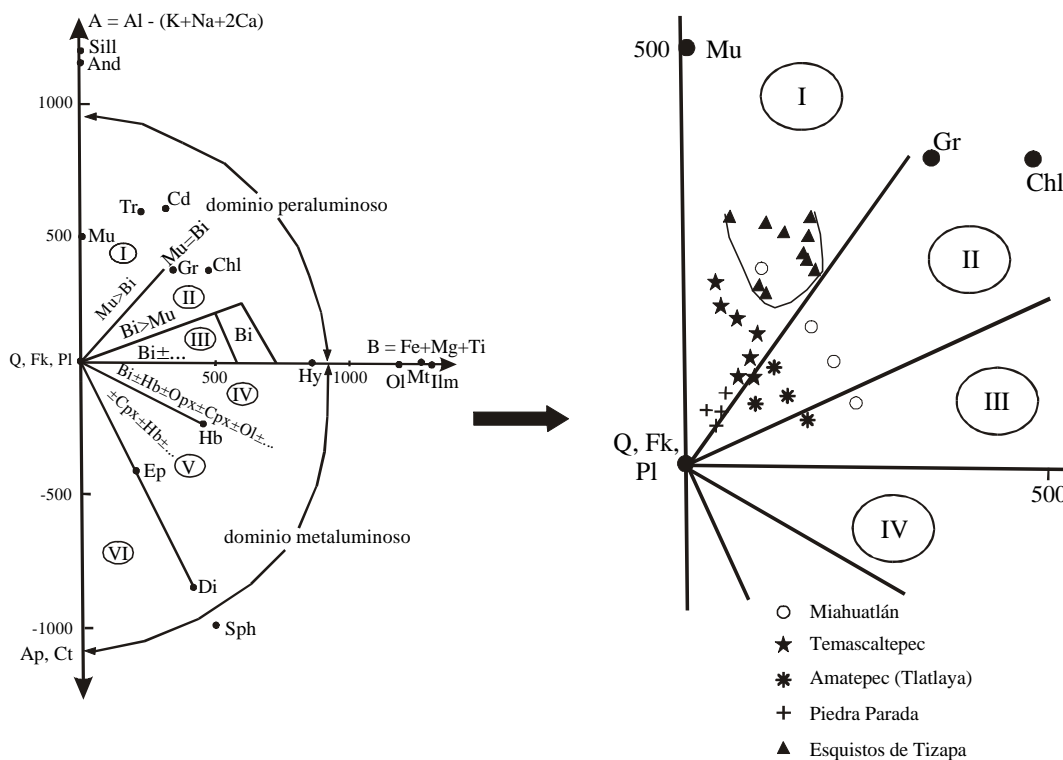 A = Al - (K+Na+2Ca)
Sill
And
1000
Tr
Cd
dominio peraluminoso
500
Mu
I
Mu=Bi
Mu>Bi
Gr
Chl
II
Bi>Mu
III
Bi
Bi±...
B = Fe+Mg+Ti
Q, Fk, Pl
500
Hy
1000
Ol
Mt
Ilm
IV
Bi±Hb±Opx±Cpx±Ol±...
Hb
±Cpx±Hb±...
V
Ep
-500
dominio metaluminoso
VI
Di
-1000
Sph
Ap, Ct
500
Mu
I
Gr
Chl
II
III
Q, Fk,
Pl
500
IV
Miahuatlán
Temascaltepec
Amatepec (Tlatlaya)
Piedra Parada
Esquistos de Tizapa